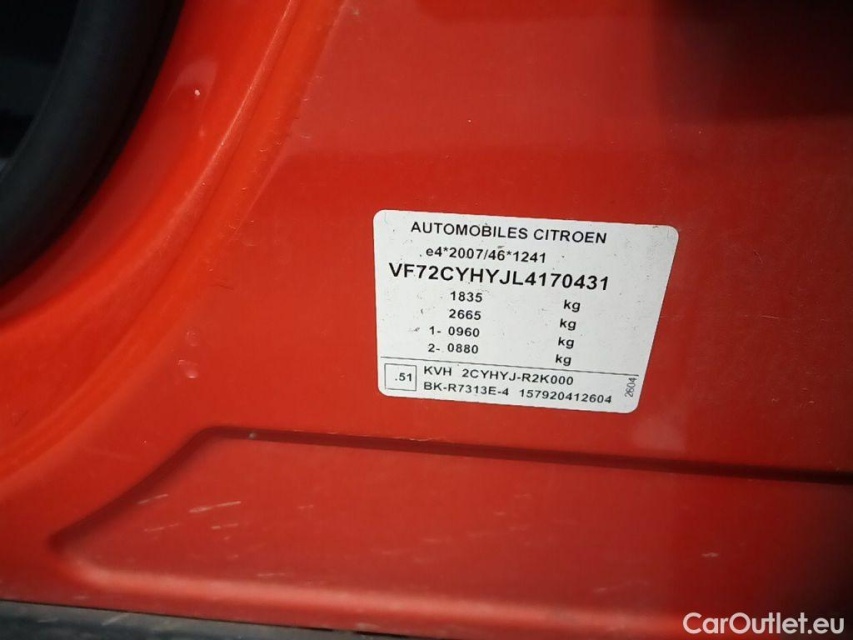 AUTOMOBILES CITROEN
e4*2007/46*1241
VF72CYHYJL4170431
1835 kg
2665 kg
1- 0960 kg
2- 0880 kg
.51 KVH 2CYHYJ-R2K000
BK-R7313E-4 157920412604
2604
CarOutlet.eu